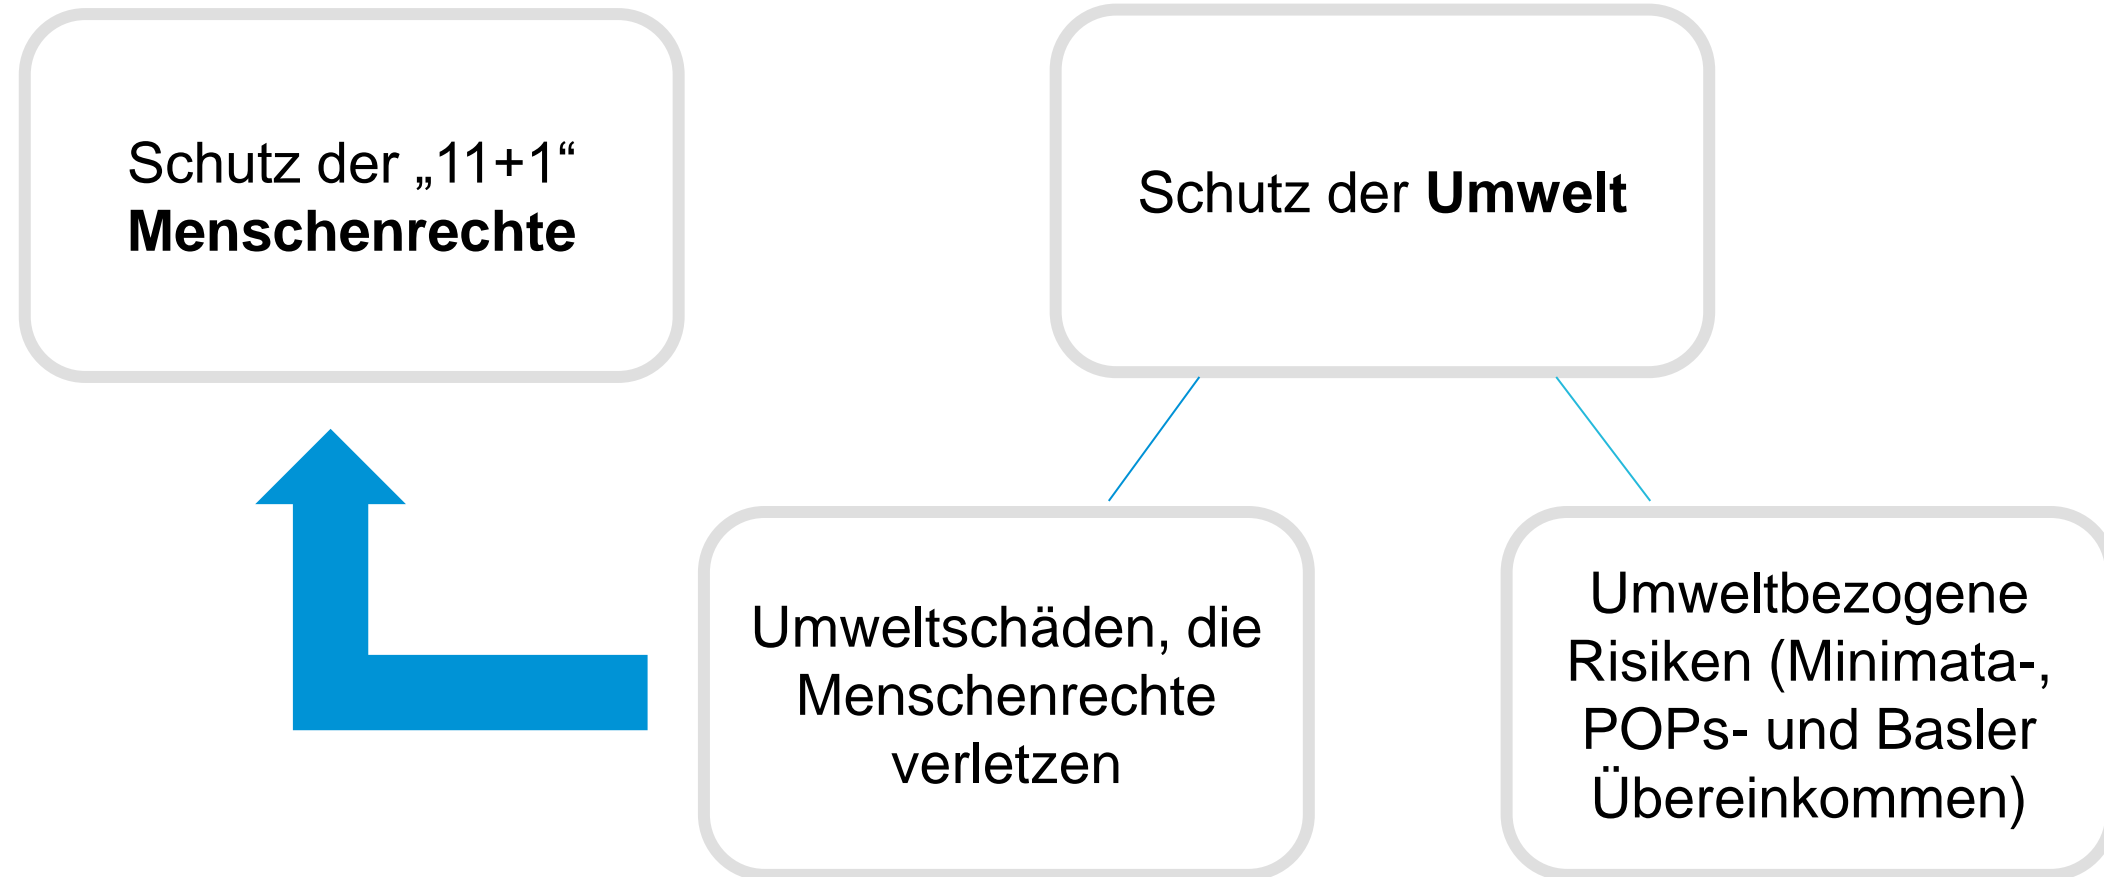 Schutz der „11+1“
Menschenrechte
Schutz der Umwelt
Umweltschäden, die
Menschenrechte
verletzen
Umweltbezogene
Risiken (Minimata-,
POPs- und Basler
Übereinkommen)